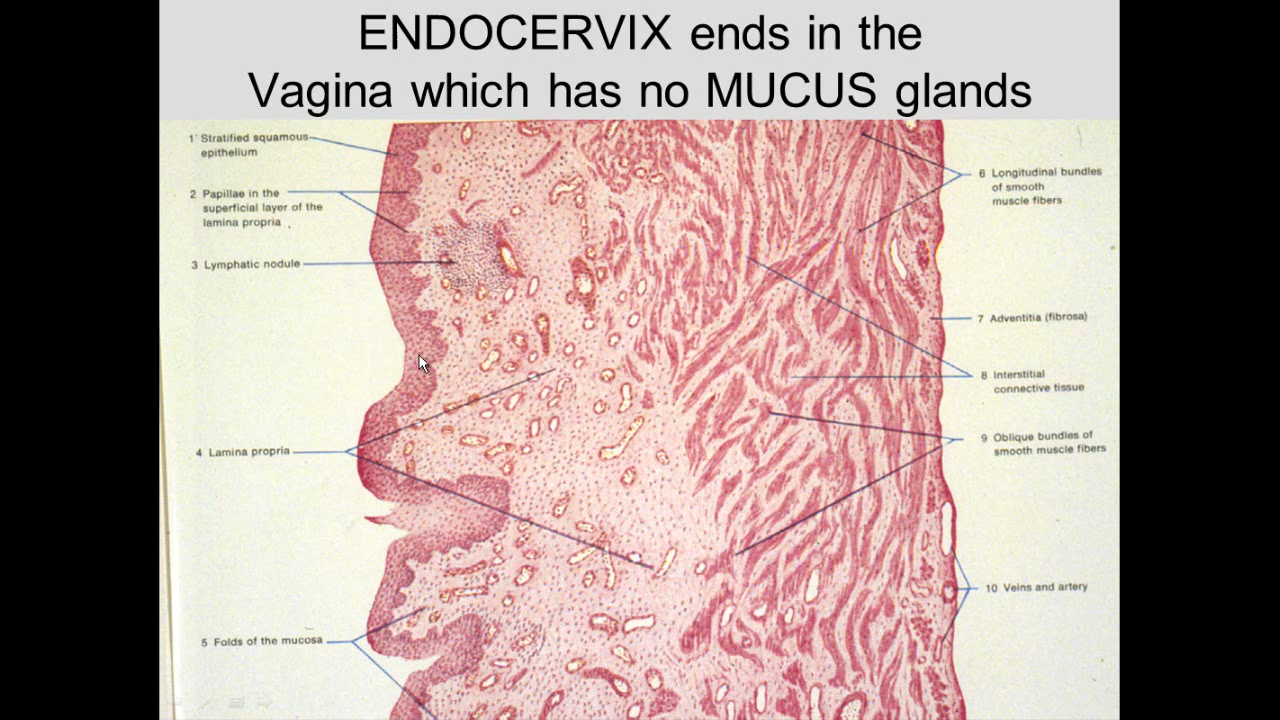 ENDOCERVIX ends in the
Vagina which has no MUCUS glands
1 Stratified squamous
epithelium
2 Papillae in the
superficial layer of the
lamina propria
3 Lymphatic nodule
4 Lamina propria
5 Folds of the mucosa
6 Longitudinal bundles
of smooth
muscle fibers
7 Adventitia (fibrosa)
8 Interstitial
connective tissue
9 Oblique bundles of
smooth muscle fibers
10 Veins and artery